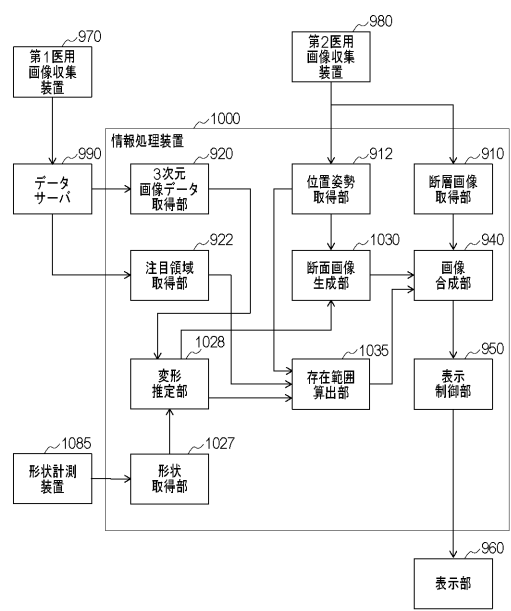 970
第1医用
画像収集
装置
980
第2医用
画像収集
装置
1000
情報処理装置
990
データ
サーバ
920
3次元
画像データ
取得部
912
位置姿勢
取得部
910
断層画像
取得部
922
注目領域
取得部
1030
断面画像
生成部
940
画像
合成部
1028
変形
推定部
1035
存在範囲
算出部
950
表示
制御部
1085
形状計測
装置
1027
形状
取得部
960
表示部